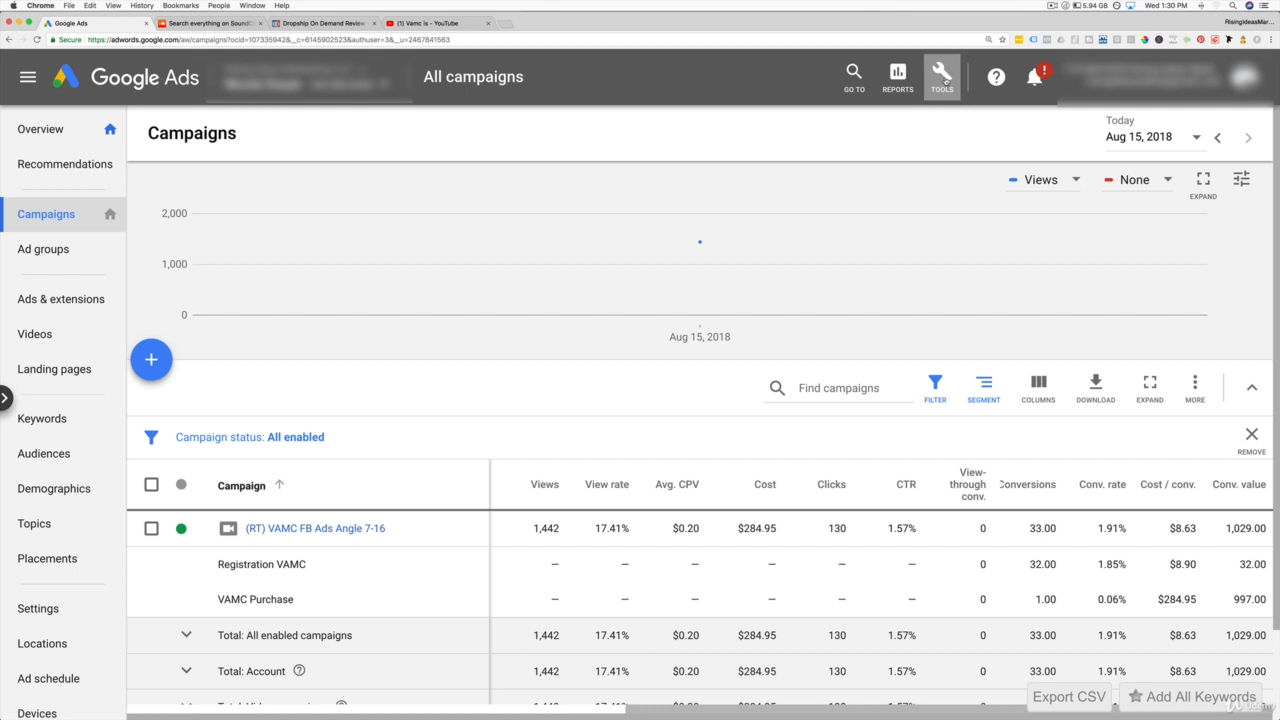 Chrome File Edit View History Bookmarks People Window Help
5.94 GB Wed 1:30 PM
Google Ads
Search everything on SoundC
Dropship On Demand Review
(1) Vamc is - YouTube
RisingIdeasMar...
Secure https://adwords.google.com/aw/campaigns?ocid=107335942&__c=6145902523&authuser=3&__u=2467641563
Google Ads
All campaigns
GO TO
REPORTS
TOOLS
!
Overview
Recommendations
Campaigns
Ad groups
Ads & extensions
Videos
Landing pages
Keywords
Audiences
Demographics
Topics
Placements
Settings
Locations
Ad schedule
Devices
Campaigns
Today
Aug 15, 2018
Views
None
EXPAND
2,000
1,000
0
Aug 15, 2018
Find campaigns
FILTER
SEGMENT
COLUMNS
DOWNLOAD
EXPAND
MORE
Campaign status: All enabled
REMOVE
Campaign Views View rate Avg. CPV Cost Clicks CTR View-through conv. Conversions Conv. rate Cost / conv. Conv. value
(RT) VAMC FB Ads Angle 7-16 1,442 17.41% $0.20 $284.95 130 1.57% 0 33.00 1.91% $8.63 1,029.00
Registration VAMC — — — — — — 0 32.00 1.85% $8.90 32.00
VAMC Purchase — — — — — — 0 1.00 0.06% $284.95 997.00
Total: All enabled campaigns 1,442 17.41% $0.20 $284.95 130 1.57% 0 33.00 1.91% $8.63 1,029.00
Total: Account 1,442 17.41% $0.20 $284.95 130 1.57% 0 33.00 1.91% $8.63 1,029.00
Export CSV
Add All Keywords
Udemy